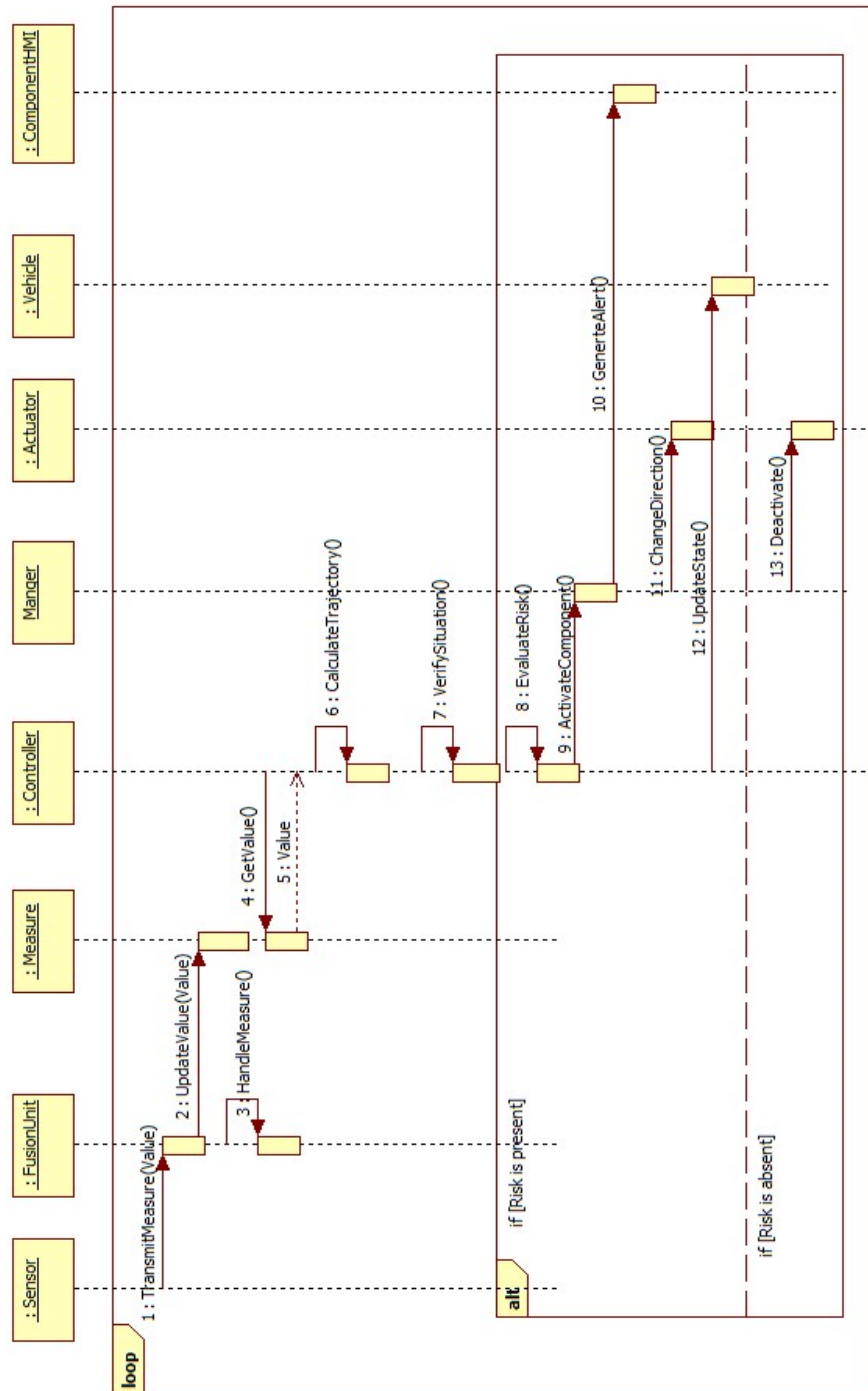 : Sensor
: FusionUnit
: Measure
: Controller
Manger
: Actuator
: Vehicle
: ComponentHMI
loop
1 : TransmitMeasure(Value)
2 : UpdateValue(Value)
3 : HandleMeasure()
4 : GetValue()
5 : Value
6 : CalculateTrajectory()
7 : VerifySituation()
alt
if [Risk is present]
8 : EvaluateRisk()
9 : ActivateComponent()
10 : GenerteAlert()
11 : ChangeDirection()
12 : UpdateState()
if [Risk is absent]
13 : Deactivate()